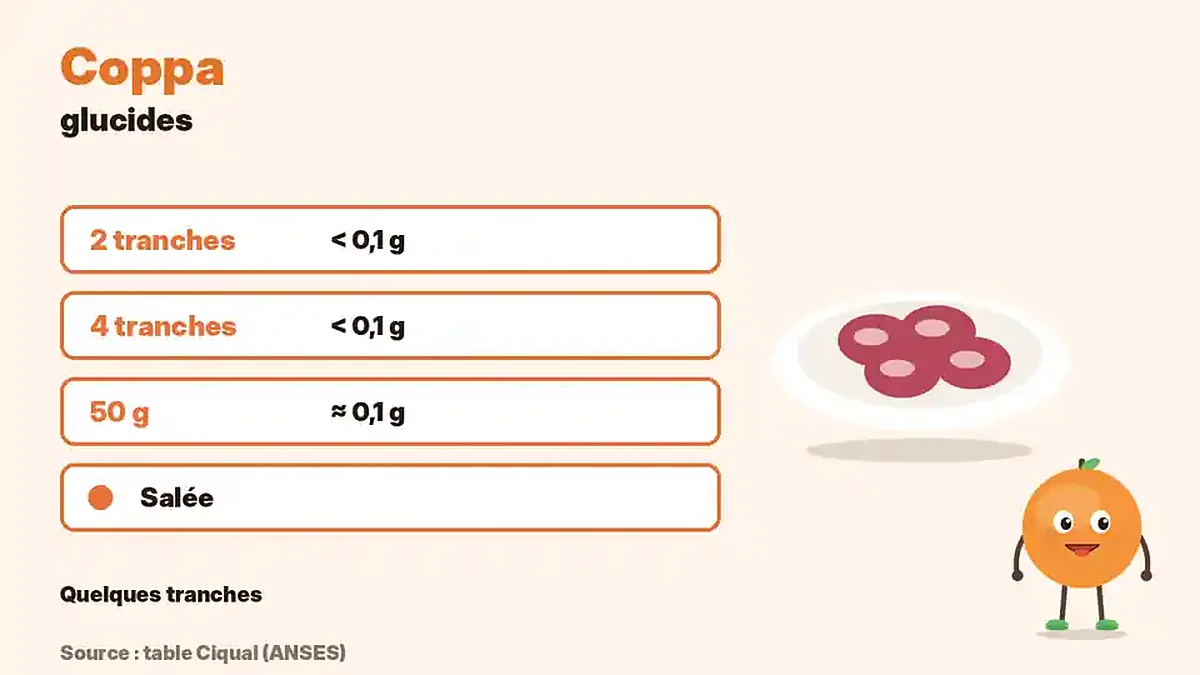 Coppa
glucides
2 tranches < 0,1 g
4 tranches < 0,1 g
50 g ≈ 0,1 g
Salée
Quelques tranches
Source : table Ciqual (ANSES)